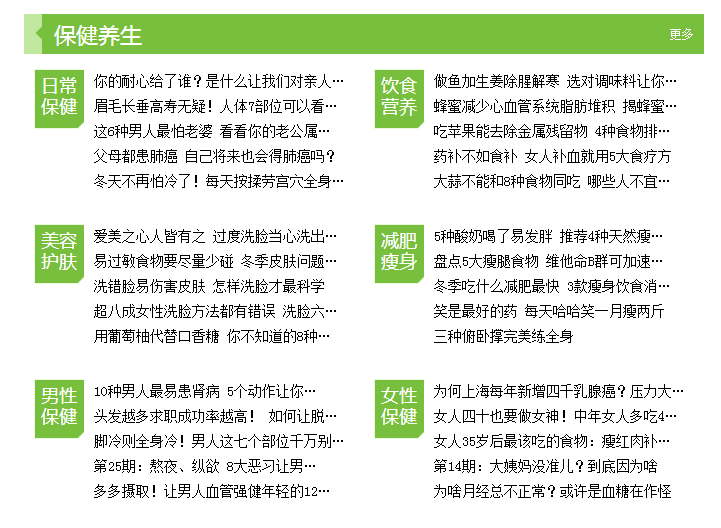 保健养生
更多
日常
保健
你的耐心给了谁？是什么让我们对亲人…
眉毛长垂高寿无疑！人体7部位可以看…
这6种男人最怕老婆 看看你的老公属…
父母都患肺癌 自己将来也会得肺癌吗？
冬天不再怕冷了！每天按揉劳宫穴全身…
饮食
营养
做鱼加生姜除腥解寒 选对调味料让你…
蜂蜜减少心血管系统脂肪堆积 揭蜂蜜…
吃苹果能去除金属残留物 4种食物排…
药补不如食补 女人补血就用5大食疗方
大蒜不能和8种食物同吃 哪些人不宜…
美容
护肤
爱美之心人皆有之 过度洗脸当心洗出…
易过敏食物要尽量少碰 冬季皮肤问题…
洗错脸易伤害皮肤 怎样洗脸才最科学
超八成女性洗脸方法都有错误 洗脸六…
用葡萄柚代替口香糖 你不知道的8种…
减肥
瘦身
5种酸奶喝了易发胖 推荐4种天然瘦…
盘点5大瘦腿食物 维他命B群可加速…
冬季吃什么减肥最快 3款瘦身饮食消…
笑是最好的药 每天哈哈笑一月瘦两斤
三种俯卧撑完美练全身
男性
保健
10种男人最易患肾病 5个动作让你…
头发越多求职成功率越高！ 如何让脱…
脚冷则全身冷！男人这七个部位千万别…
第25期：熬夜、纵欲 8大恶习让男…
多多摄取！让男人血管强健年轻的12…
女性
保健
为何上海每年新增四千乳腺癌？压力大…
女人四十也要做女神！中年女人多吃4…
女人35岁后最该吃的食物：瘦红肉补…
第14期：大姨妈没准儿？到底因为啥
为啥月经总不正常？或许是血糖在作怪